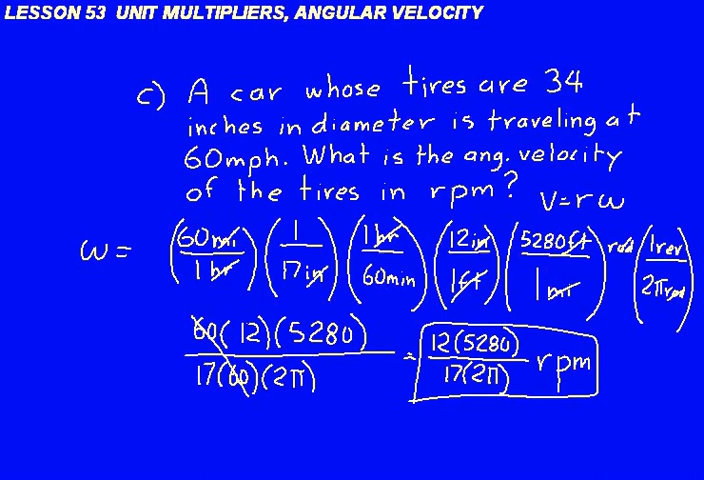 LESSON 53 UNIT MULTIPLIERS, ANGULAR VELOCITY
c) A car whose tires are 34
inches in diameter is traveling at
60mph. What is the ang. velocity
of the tires in rpm? V=rω
ω = (60mi/1hr)(1/17in)(1hr/60min)(12in/1ft)(5280ft/1mi) rad (1rev/2πrad)
60(12)(5280)/17(60)(2π) = 12(5280)/17(2π) rpm